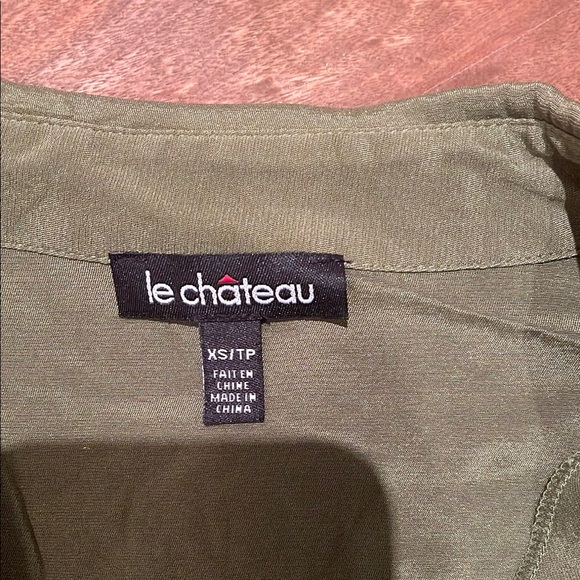 le château
XS/TP
FAIT EN
CHINE
MADE IN
CHINA